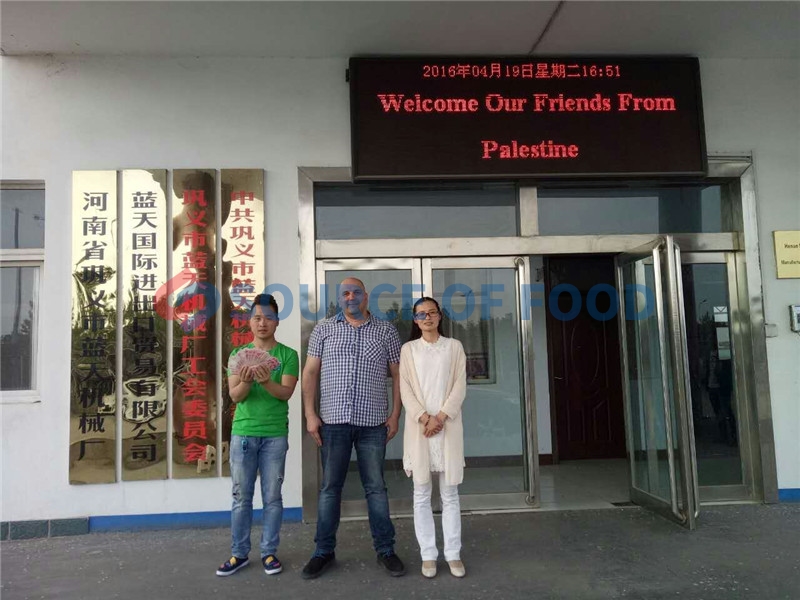 2016年04月19日星期二16:51
Welcome Our Friends From
Palestine
河南省巩义市蓝天机械厂
蓝天国际进出口贸易有限公司
巩义市蓝天机械厂工会委员会
中共巩义市蓝天机械
SOURCE OF FOOD
Henan
Manufactur